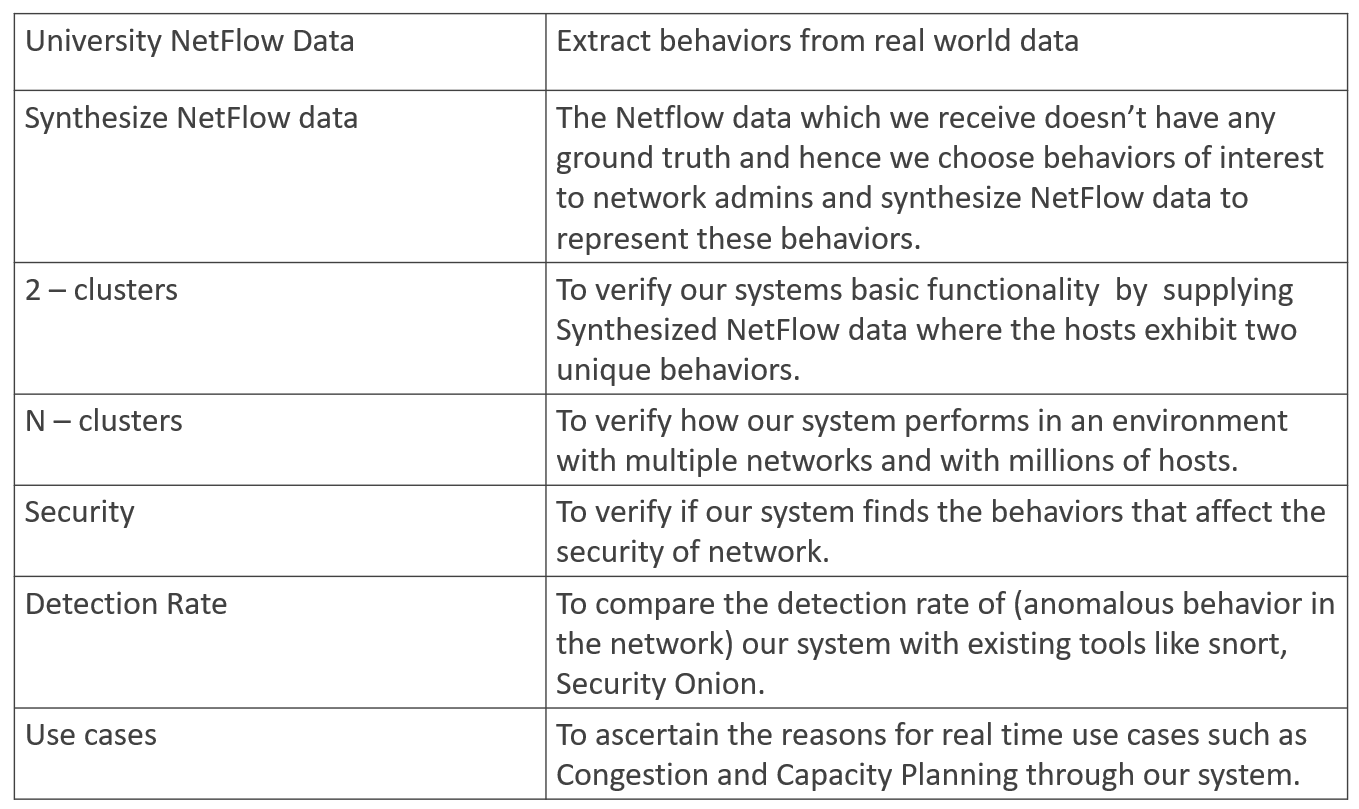 University NetFlow Data
Extract behaviors from real world data
Synthesize NetFlow data
The Netflow data which we receive doesn’t have any
ground truth and hence we choose behaviors of interest
to network admins and synthesize NetFlow data to
represent these behaviors.
2 – clusters
To verify our systems basic functionality  by  supplying
Synthesized NetFlow data where the hosts exhibit two
unique behaviors.
N – clusters
To verify how our system performs in an environment
with multiple networks and with millions of hosts.
Security
To verify if our system finds the behaviors that affect the
security of network.
Detection Rate
To compare the detection rate of (anomalous behavior in
the network) our system with existing tools like snort,
Security Onion.
Use cases
To ascertain the reasons for real time use cases such as
Congestion and Capacity Planning through our system.